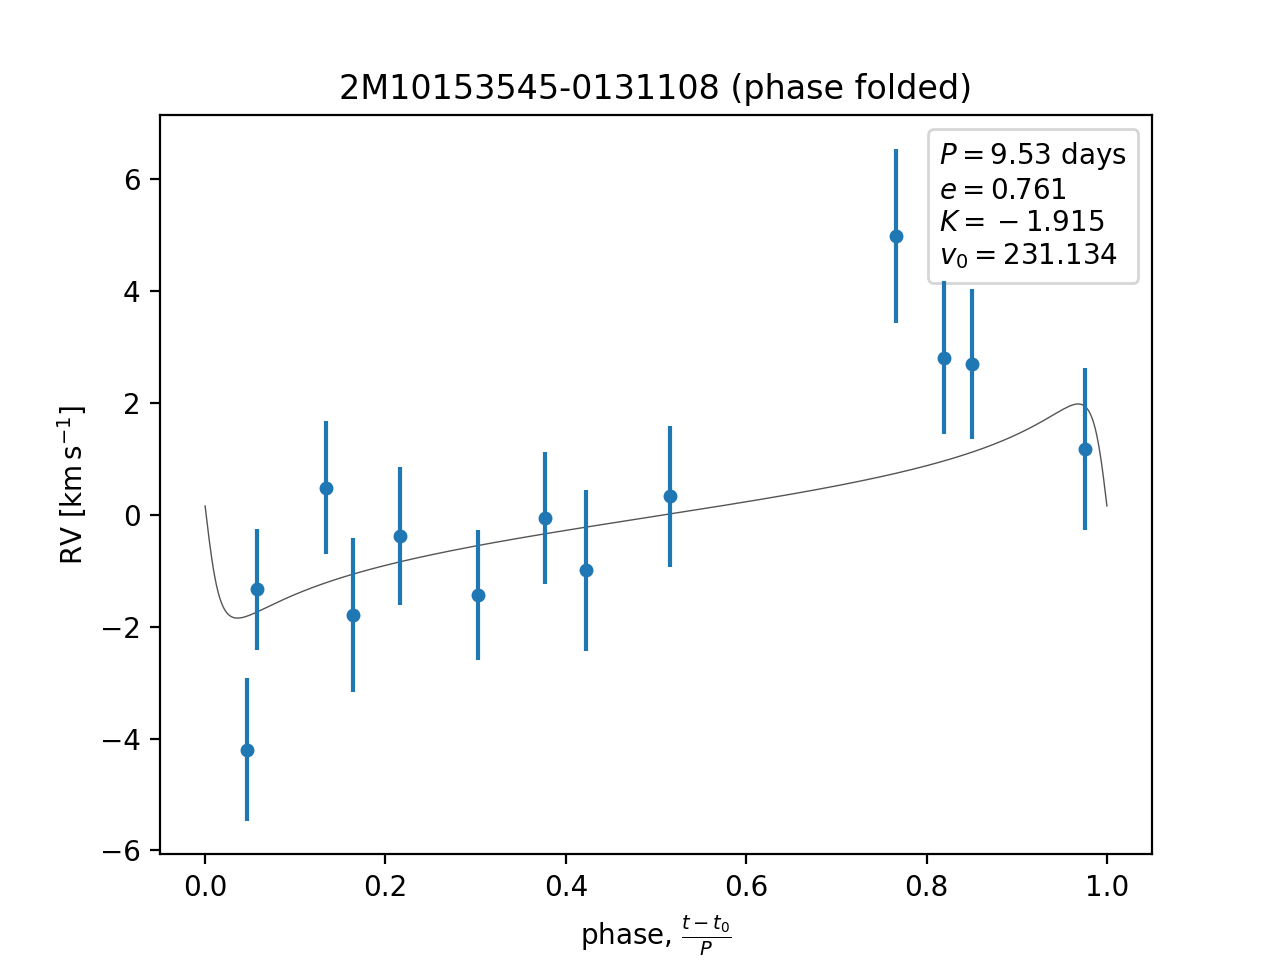 2M10153545-0131108 (phase folded)
P = 9.53 days
e = 0.761
K = −1.915
v₀ = 231.134
RV [km s⁻¹]
6
4
2
0
−2
−4
−6
0.0 0.2 0.4 0.6 0.8 1.0
phase, (t − t₀)/P